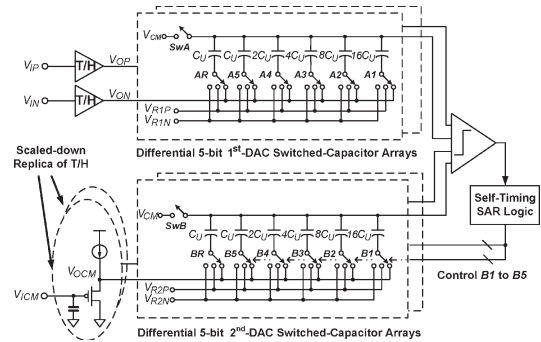 V_CM SwA
C_U C_U 2C_U 4C_U 8C_U 16C_U
V_IP T/H V_OP
AR A5 A4 A3 A2 A1
V_IN T/H V_ON
V_R1P
V_R1N
Differential 5-bit 1st-DAC Switched-Capacitor Arrays
Scaled-down
Replica of T/H
Self-Timing
SAR Logic
V_CM SwB
C_U C_U 2C_U 4C_U 8C_U 16C_U
BR B5 B4 B3 B2 B1
Control B1 to B5
V_OCM
V_ICM
V_R2P
V_R2N
Differential 5-bit 2nd-DAC Switched-Capacitor Arrays